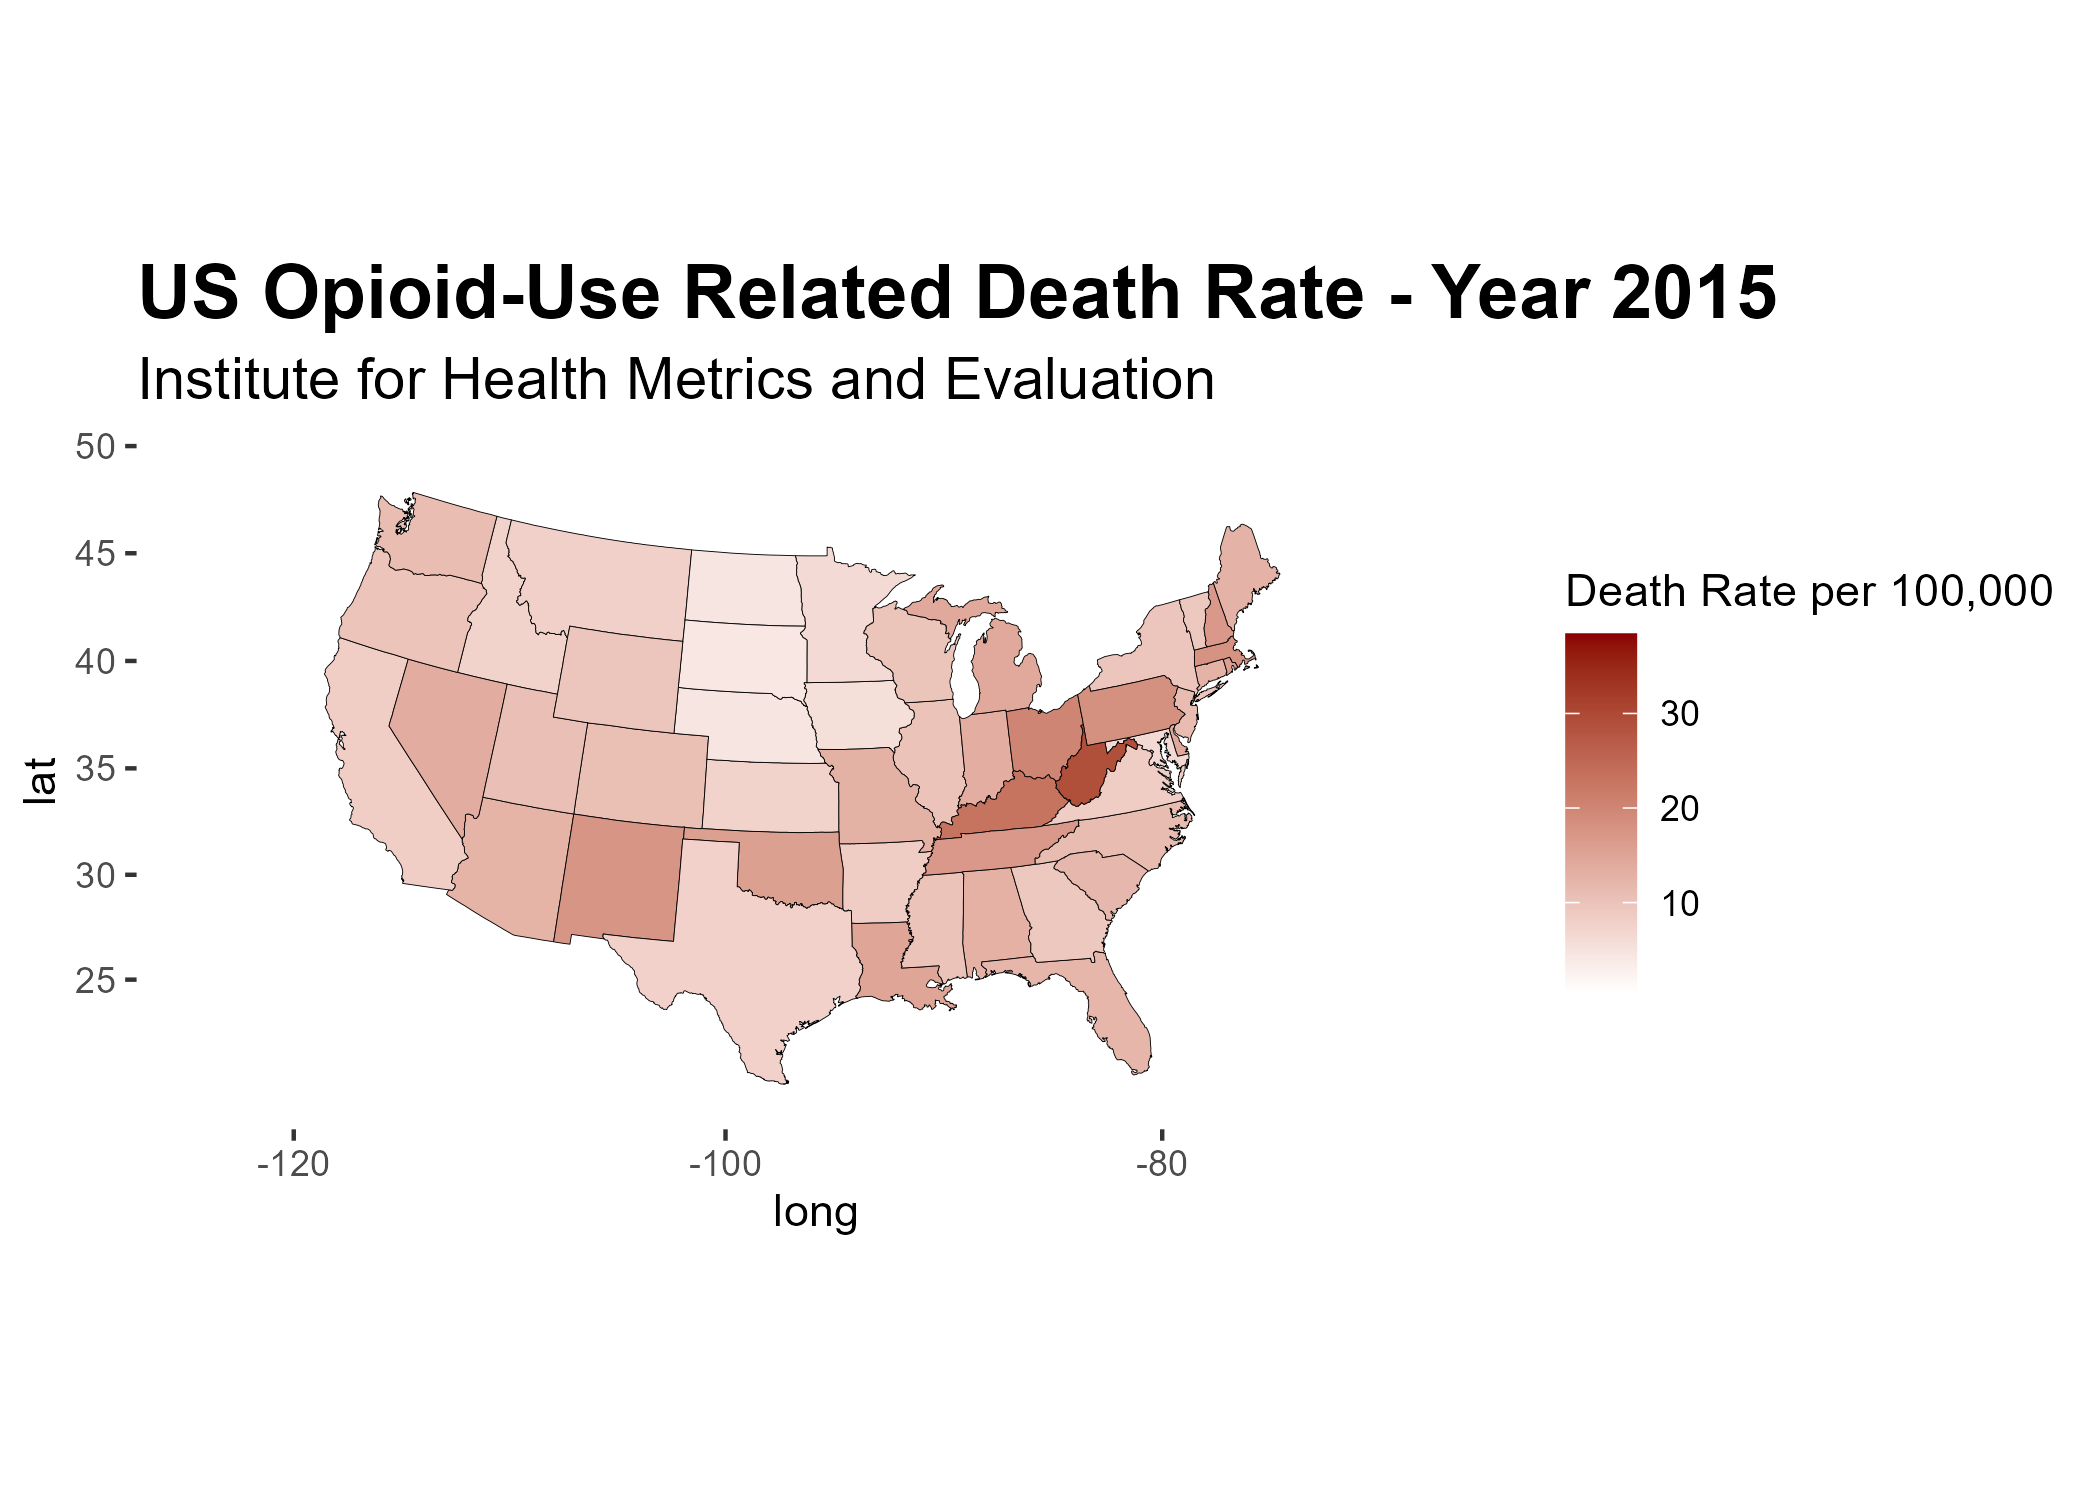 US Opioid-Use Related Death Rate - Year 2015
Institute for Health Metrics and Evaluation
50
45
40
35
30
25
lat
-120
-100
-80
long
Death Rate per 100,000
30
20
10